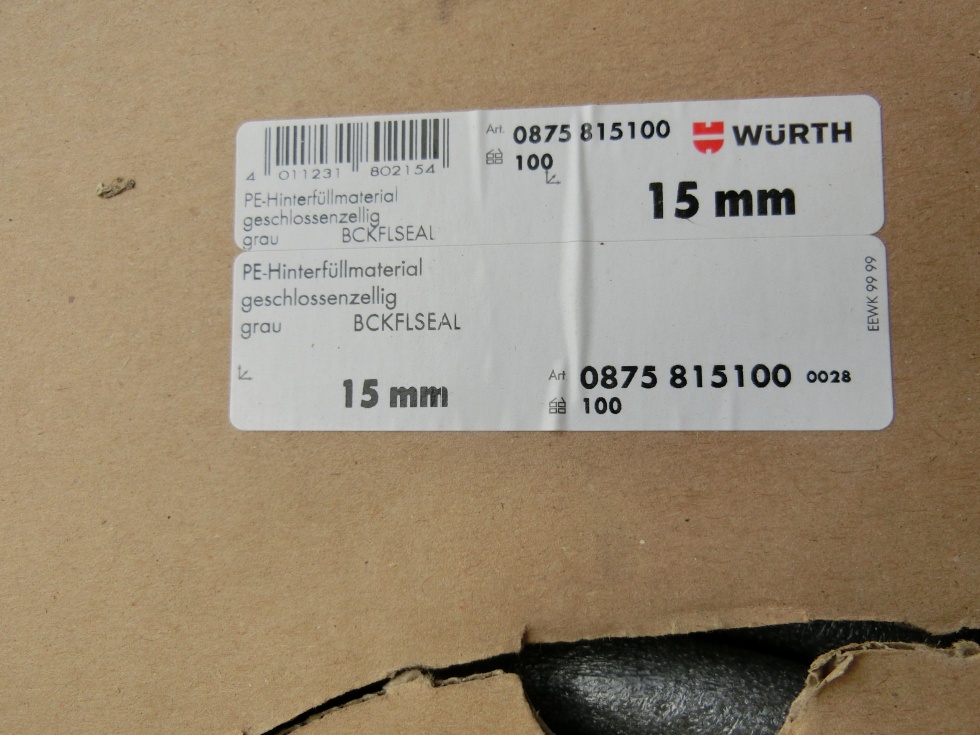 4 011231 802154
Art. 0875 815100
100
WÜRTH
15 mm
PE-Hinterfüllmaterial
geschlossenzellig
grau BCKFLSEAL
PE-Hinterfüllmaterial
geschlossenzellig
grau BCKFLSEAL
EEWK 99 99
15 mm
Art. 0875 815100 0028
100